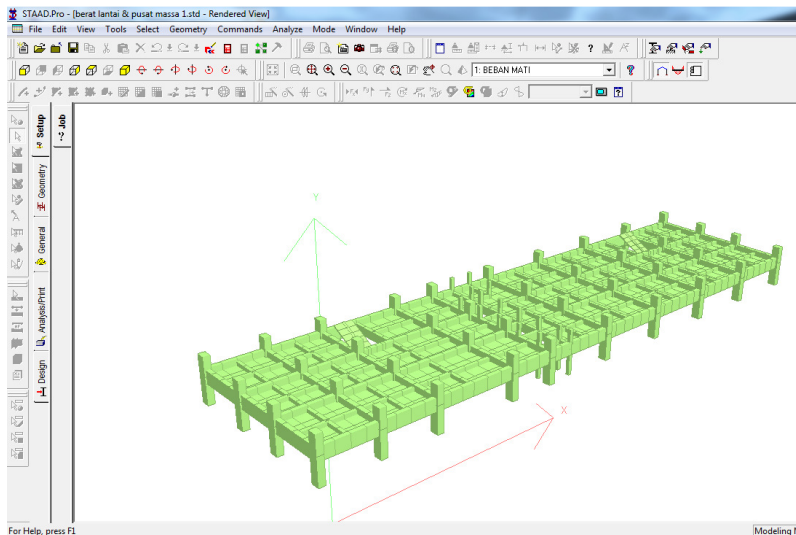 STAAD.Pro - [berat lantai & pusat massa 1.std - Rendered View]
File Edit View Tools Select Geometry Commands Analyze Mode Window Help
1: BEBAN MATI
Setup
Geometry
General
Analysis/Print
Design
? Job
Y
X
For Help, press F1
Modeling M